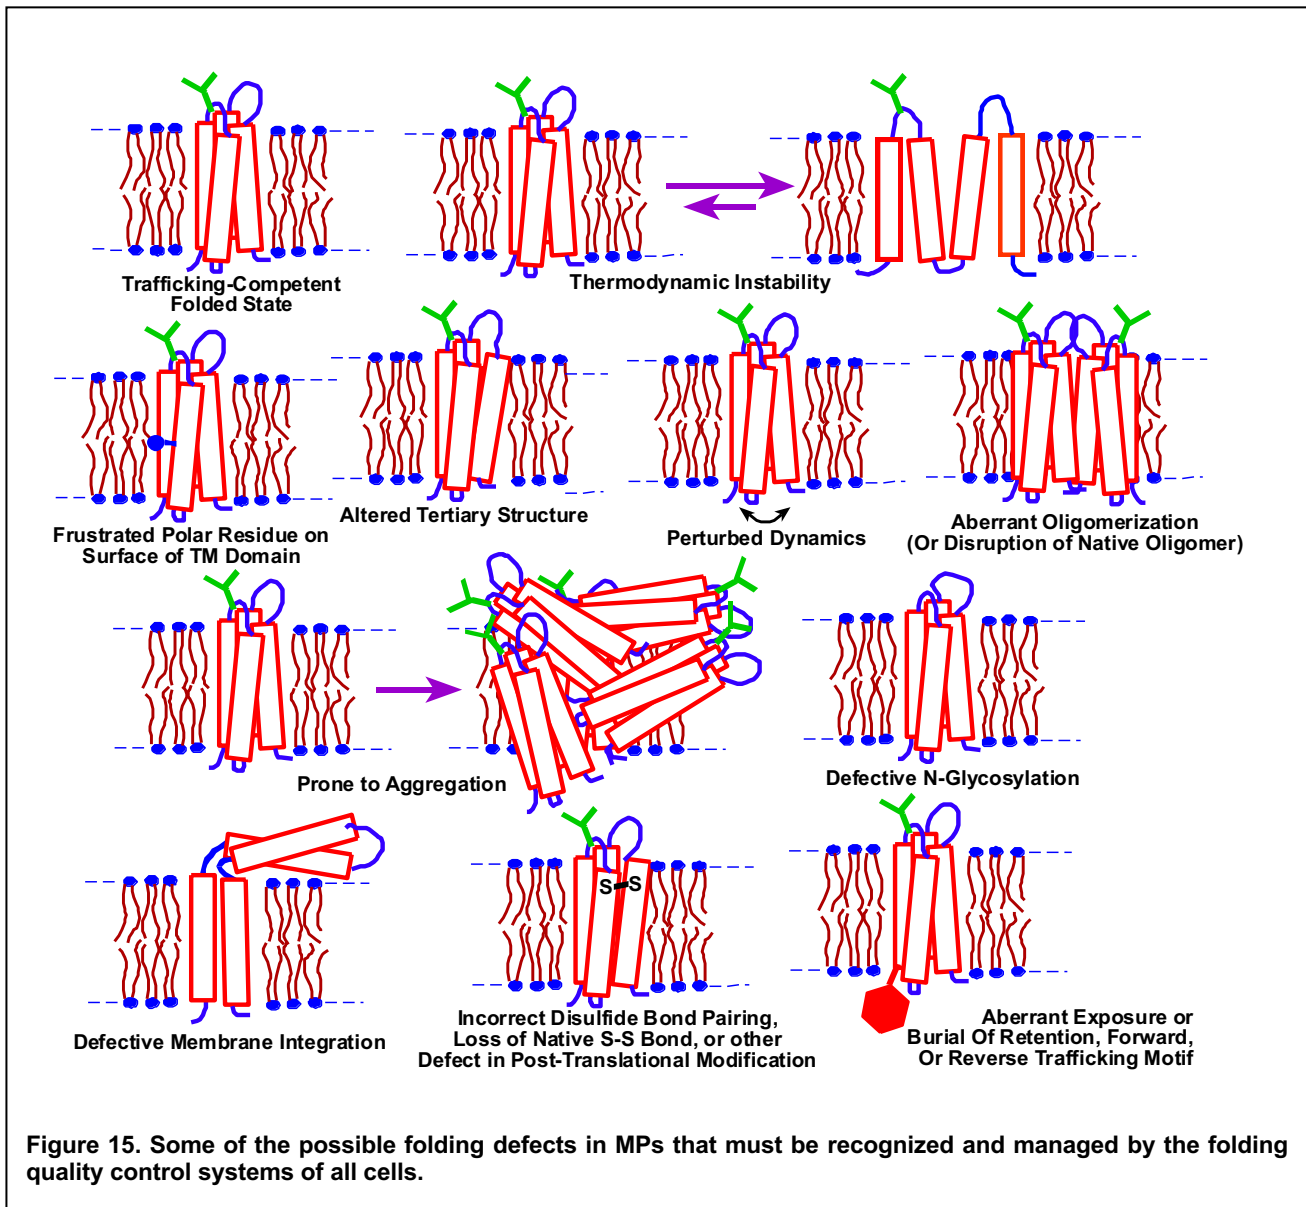 Trafficking-Competent
Folded State
Thermodynamic Instability
Frustrated Polar Residue on
Surface of TM Domain
Altered Tertiary Structure
Perturbed Dynamics
Aberrant Oligomerization
(Or Disruption of Native Oligomer)
Prone to Aggregation
Defective N-Glycosylation
Defective Membrane Integration
S S
Incorrect Disulfide Bond Pairing,
Loss of Native S-S Bond, or other
Defect in Post-Translational Modification
Aberrant Exposure or
Burial Of Retention, Forward,
Or Reverse Trafficking Motif
Figure 15. Some of the possible folding defects in MPs that must be recognized and managed by the folding
quality control systems of all cells.